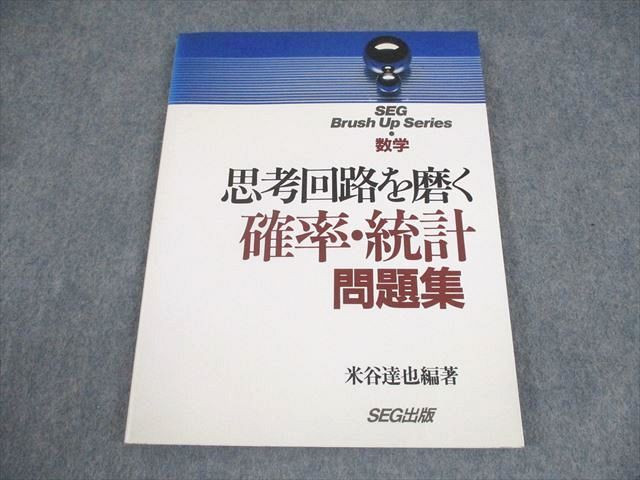 SEG
Brush Up Series
・
数学
思考回路を磨く
確率・統計
問題集
米谷達也編著
SEG出版